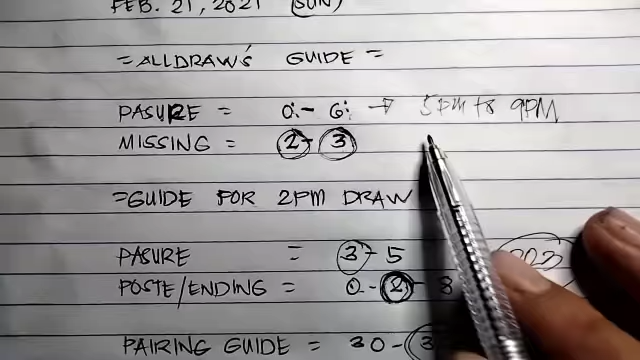 FEB. 21, 2021 (SUN)
= ALLDRAW'S GUIDE =
PASURE = 0 - 6 → 5PM to 9PM
MISSING = 2 - 3
= GUIDE FOR 2PM DRAW
PASURE = 3 - 5
POSTE/ENDING = 0 - 2 - 8
PAIRING GUIDE = 30 - 3